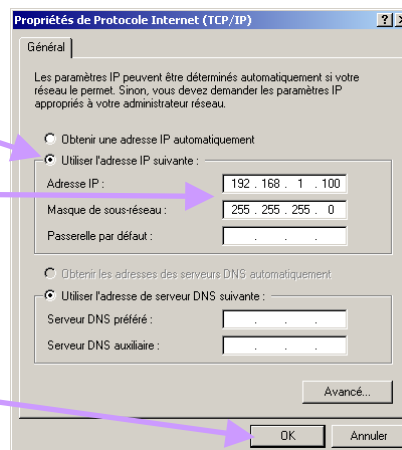 Propriétés de Protocole Internet (TCP/IP)
Général
Les paramètres IP peuvent être déterminés automatiquement si votre
réseau le permet. Sinon, vous devez demander les paramètres IP
appropriés à votre administrateur réseau.
Obtenir une adresse IP automatiquement
Utiliser l'adresse IP suivante :
Adresse IP : 192 . 168 . 1 . 100
Masque de sous-réseau : 255 . 255 . 255 . 0
Passerelle par défaut : . . .
Obtenir les adresses des serveurs DNS automatiquement
Utiliser l'adresse de serveur DNS suivante :
Serveur DNS préféré : . . .
Serveur DNS auxiliaire : . . .
Avancé...
OK Annuler